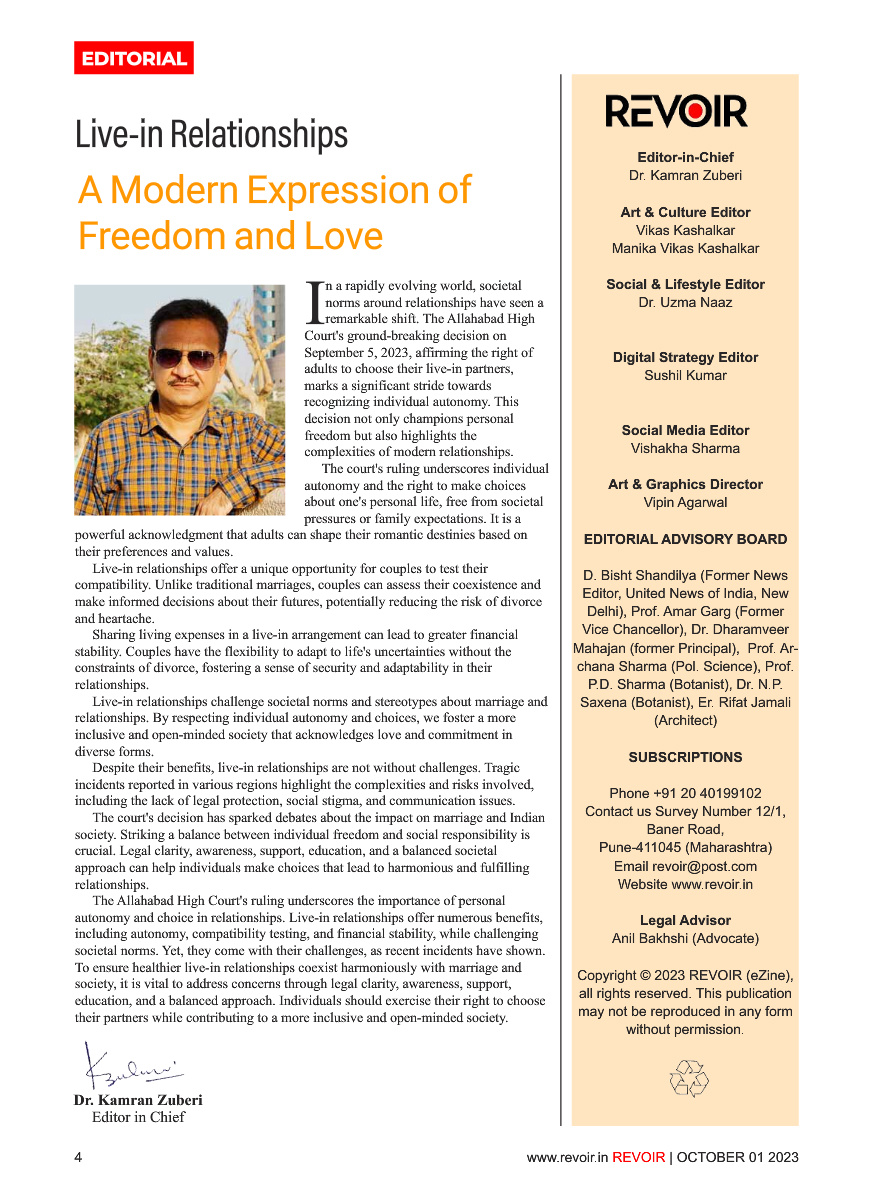 EDITORIAL
Live-in Relationships
A Modern Expression of
Freedom and Love
In a rapidly evolving world, societal
norms around relationships have seen a
remarkable shift. The Allahabad High
Court's ground-breaking decision on
September 5, 2023, affirming the right of
adults to choose their live-in partners,
marks a significant stride towards
recognizing individual autonomy. This
decision not only champions personal
freedom but also highlights the
complexities of modern relationships.
The court's ruling underscores individual
autonomy and the right to make choices
about one's personal life, free from societal
pressures or family expectations. It is a
powerful acknowledgment that adults can shape their romantic destinies based on
their preferences and values.
Live-in relationships offer a unique opportunity for couples to test their
compatibility. Unlike traditional marriages, couples can assess their coexistence and
make informed decisions about their futures, potentially reducing the risk of divorce
and heartache.
Sharing living expenses in a live-in arrangement can lead to greater financial
stability. Couples have the flexibility to adapt to life's uncertainties without the
constraints of divorce, fostering a sense of security and adaptability in their
relationships.
Live-in relationships challenge societal norms and stereotypes about marriage and
relationships. By respecting individual autonomy and choices, we foster a more
inclusive and open-minded society that acknowledges love and commitment in
diverse forms.
Despite their benefits, live-in relationships are not without challenges. Tragic
incidents reported in various regions highlight the complexities and risks involved,
including the lack of legal protection, social stigma, and communication issues.
The court's decision has sparked debates about the impact on marriage and Indian
society. Striking a balance between individual freedom and social responsibility is
crucial. Legal clarity, awareness, support, education, and a balanced societal
approach can help individuals make choices that lead to harmonious and fulfilling
relationships.
The Allahabad High Court's ruling underscores the importance of personal
autonomy and choice in relationships. Live-in relationships offer numerous benefits,
including autonomy, compatibility testing, and financial stability, while challenging
societal norms. Yet, they come with their challenges, as recent incidents have shown.
To ensure healthier live-in relationships coexist harmoniously with marriage and
society, it is vital to address concerns through legal clarity, awareness, support,
education, and a balanced approach. Individuals should exercise their right to choose
their partners while contributing to a more inclusive and open-minded society.
Kzuberi
Dr. Kamran Zuberi
Editor in Chief
REVOIR
Editor-in-Chief
Dr. Kamran Zuberi
Art & Culture Editor
Vikas Kashalkar
Manika Vikas Kashalkar
Social & Lifestyle Editor
Dr. Uzma Naaz
Digital Strategy Editor
Sushil Kumar
Social Media Editor
Vishakha Sharma
Art & Graphics Director
Vipin Agarwal
EDITORIAL ADVISORY BOARD
D. Bisht Shandilya (Former News
Editor, United News of India, New
Delhi), Prof. Amar Garg (Former
Vice Chancellor), Dr. Dharamveer
Mahajan (former Principal), Prof. Ar-
chana Sharma (Pol. Science), Prof.
P.D. Sharma (Botanist), Dr. N.P.
Saxena (Botanist), Er. Rifat Jamali
(Architect)
SUBSCRIPTIONS
Phone +91 20 40199102
Contact us Survey Number 12/1,
Baner Road,
Pune-411045 (Maharashtra)
Email revoir@post.com
Website www.revoir.in
Legal Advisor
Anil Bakhshi (Advocate)
Copyright © 2023 REVOIR (eZine),
all rights reserved. This publication
may not be reproduced in any form
without permission.
4
www.revoir.in REVOIR | OCTOBER 01 2023